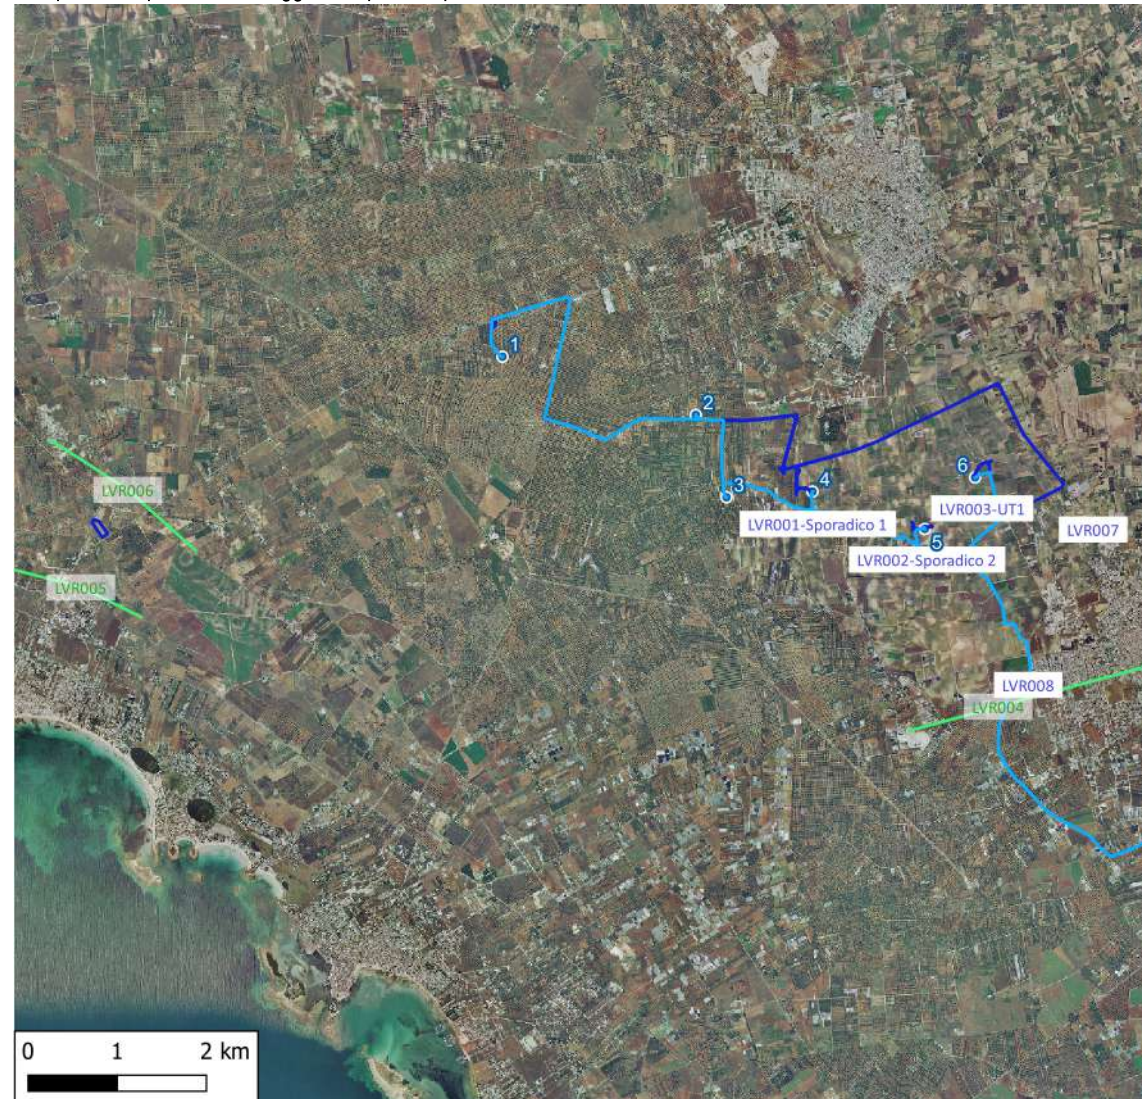 1
2
3
4
6
LVR006
LVR001-Sporadico 1
LVR003-UT1
LVR007
5
LVR002-Sporadico 2
LVR005
LVR008
LVR004
0 1 2 km